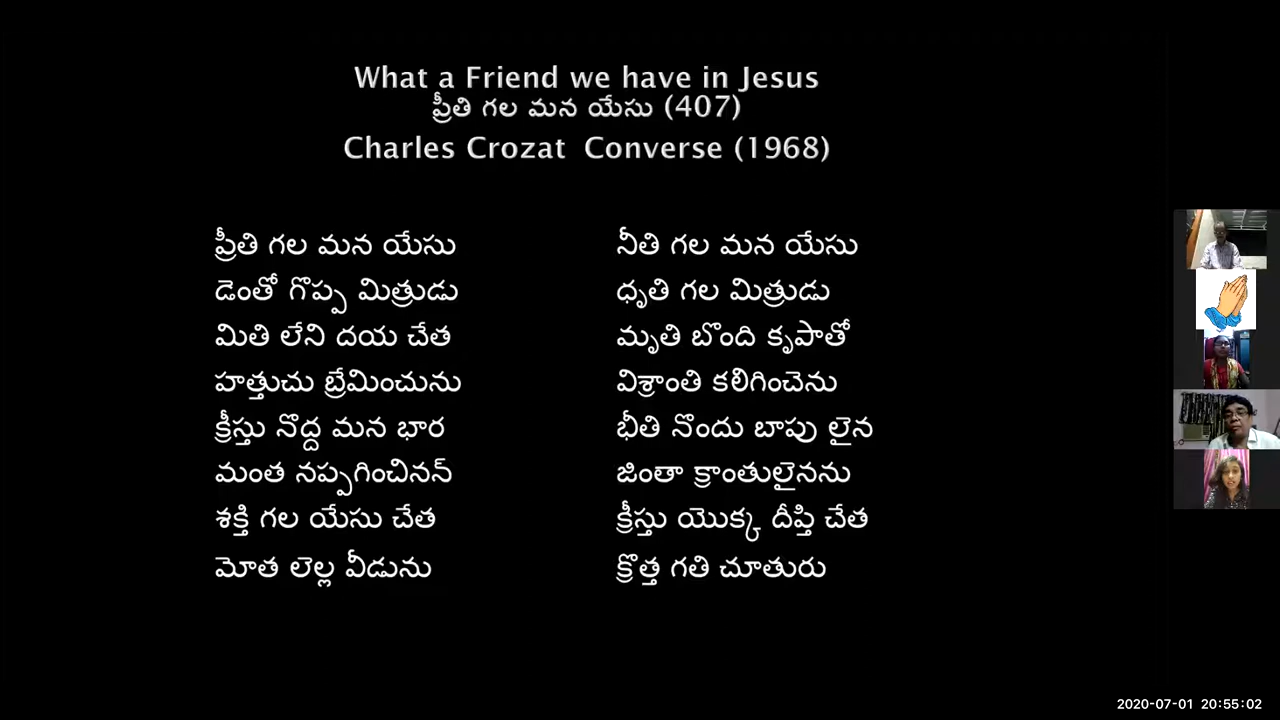 What a Friend we have in Jesus
ప్రీతి గల మన యేసు (407)
Charles Crozat Converse (1968)
ప్రీతి గల మన యేసు
డెంతో గొప్ప మిత్రుడు
మితి లేని దయ చేత
హత్తుచు బ్రేమించును
క్రీస్తు నొద్ద మన భార
మంత నప్పగించినన్
శక్తి గల యేసు చేత
మోత లెల్ల వీడును
నీతి గల మన యేసు
ధృతి గల మిత్రుడు
మృతి బొంది కృపాతో
విశ్రాంతి కలిగించెను
భీతి నొందు బాపు లైన
జింతా క్రాంతులైనను
క్రీస్తు యొక్క దీప్తి చేత
క్రొత్త గతి చూతురు
2020-07-01 20:55:02